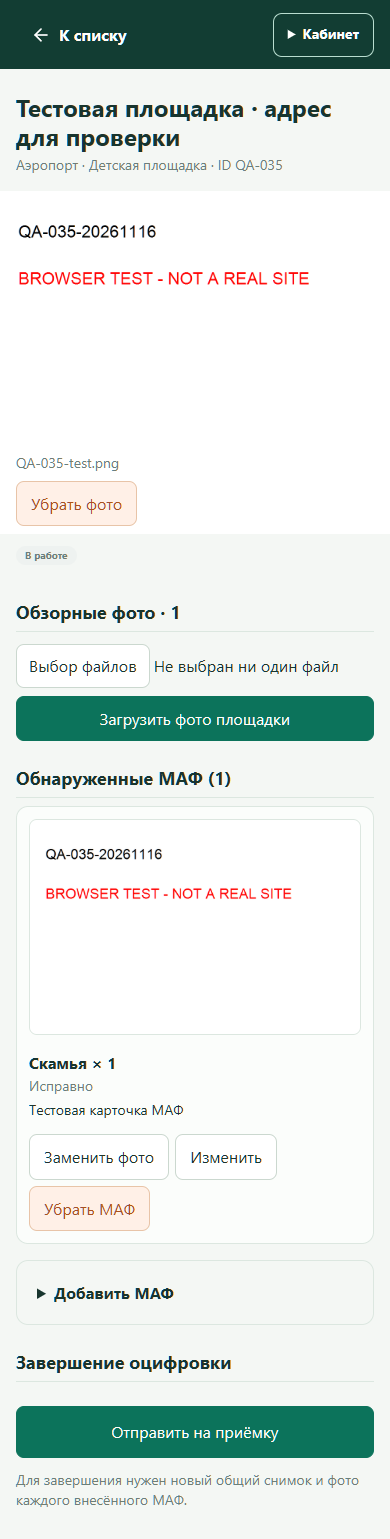 К списку
Кабинет
Тестовая площадка · адрес
для проверки
Аэропорт · Детская площадка · ID QA-035
QA-035-20261116
BROWSER TEST - NOT A REAL SITE
QA-035-test.png
Убрать фото
В работе
Обзорные фото · 1
Выбор файлов Не выбран ни один файл
Загрузить фото площадки
Обнаруженные МАФ (1)
QA-035-20261116
BROWSER TEST - NOT A REAL SITE
Скамья × 1
Исправно
Тестовая карточка МАФ
Заменить фото Изменить
Убрать МАФ
Добавить МАФ
Завершение оцифровки
Отправить на приёмку
Для завершения нужен новый общий снимок и фото
каждого внесённого МАФ.